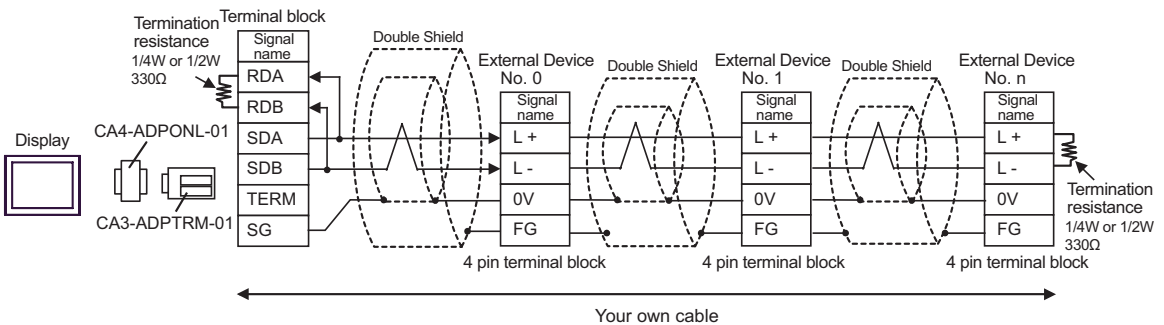 Termination
resistance
1/4W or 1/2W
330Ω
Terminal block
Signal
name
RDA
RDB
SDA
SDB
TERM
SG
Display
CA4-ADPONL-01
CA3-ADPTRM-01
Double Shield
External Device
No. 0
Signal
name
L +
L -
0V
FG
4 pin terminal block
Double Shield
External Device
No. 1
Signal
name
L +
L -
0V
FG
4 pin terminal block
Double Shield
External Device
No. n
Signal
name
L +
L -
0V
FG
4 pin terminal block
Termination
resistance
1/4W or 1/2W
330Ω
Your own cable